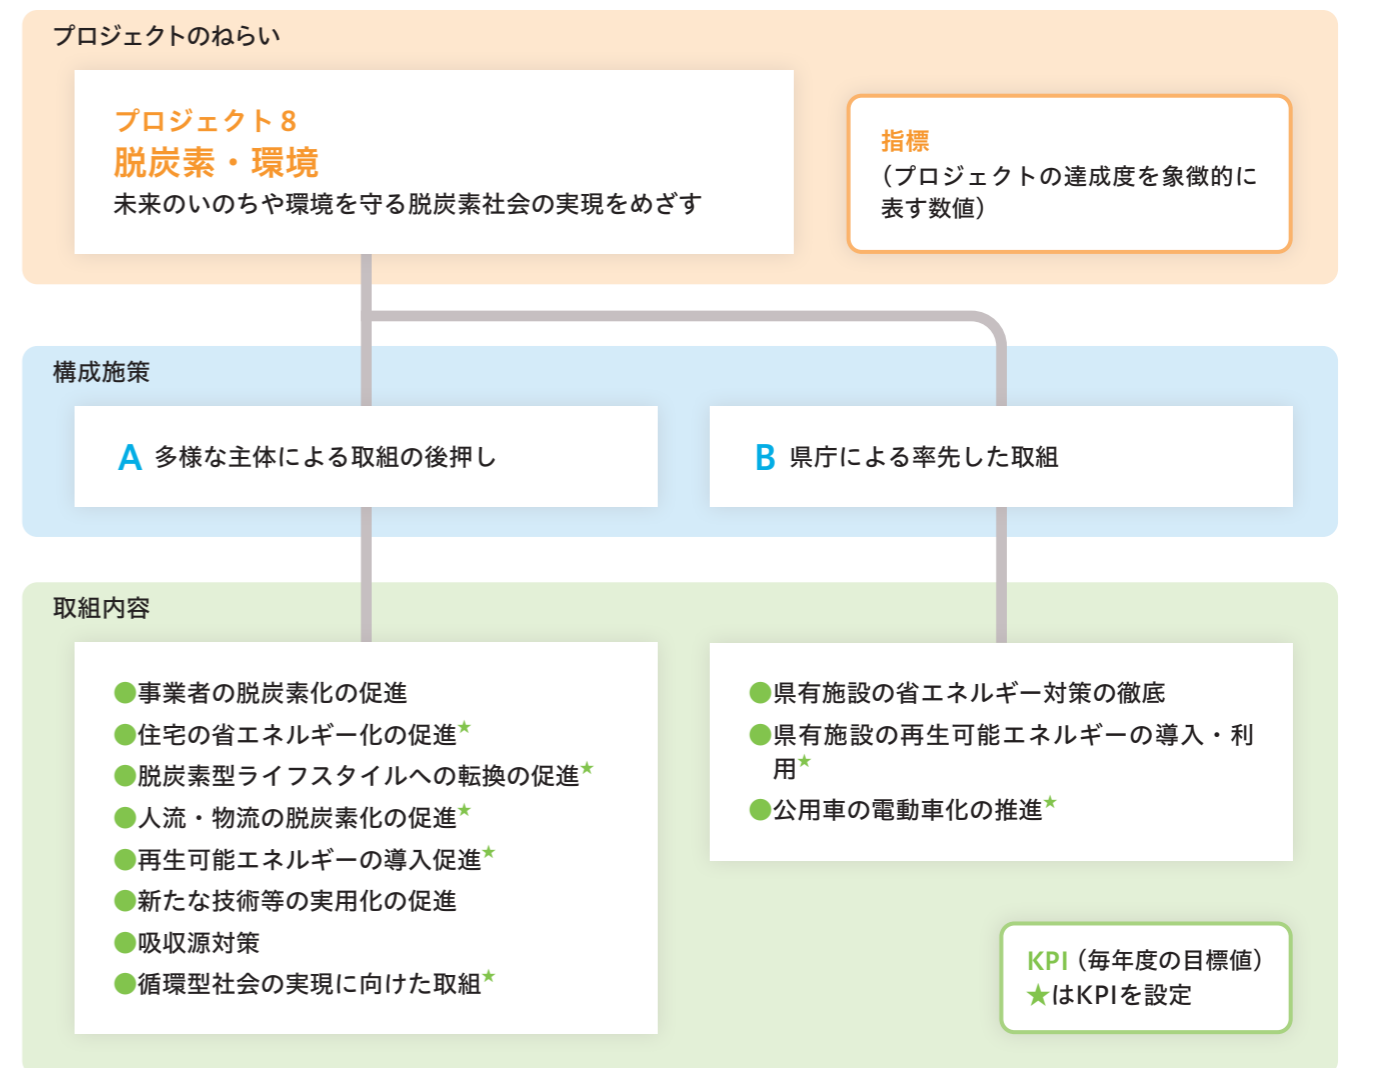 プロジェクトのねらい
プロジェクト 8
脱炭素・環境
未来のいのちや環境を守る脱炭素社会の実現をめざす
指標
（プロジェクトの達成度を象徴的に
表す数値）
構成施策
A 多様な主体による取組の後押し
B 県庁による率先した取組
取組内容
●事業者の脱炭素化の促進
●住宅の省エネルギー化の促進★
●脱炭素型ライフスタイルへの転換の促進★
●人流・物流の脱炭素化の促進★
●再生可能エネルギーの導入促進★
●新たな技術等の実用化の促進
●吸収源対策
●循環型社会の実現に向けた取組★
●県有施設の省エネルギー対策の徹底
●県有施設の再生可能エネルギーの導入・利
用★
●公用車の電動車化の推進★
KPI（毎年度の目標値）
★はKPIを設定